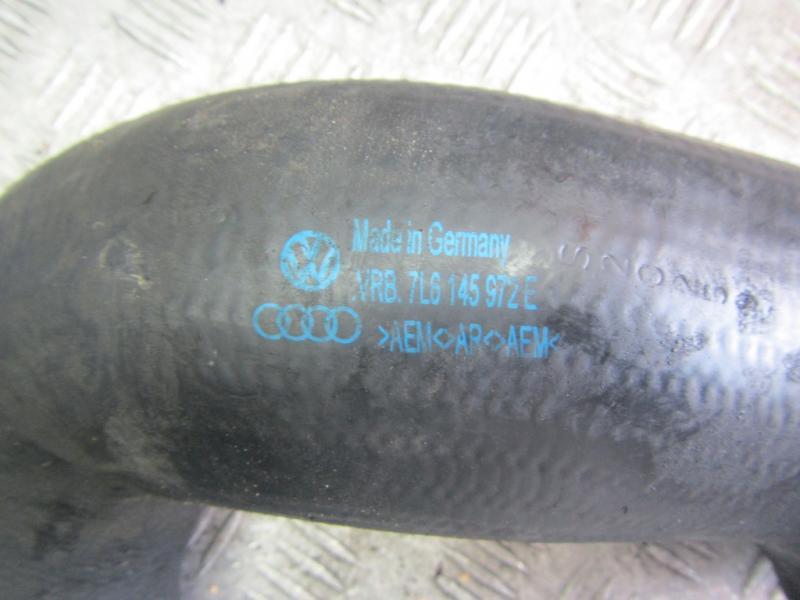 Made in Germany
.VRB. 7L6 145 972 E
>AEM<>AR<>AEM<